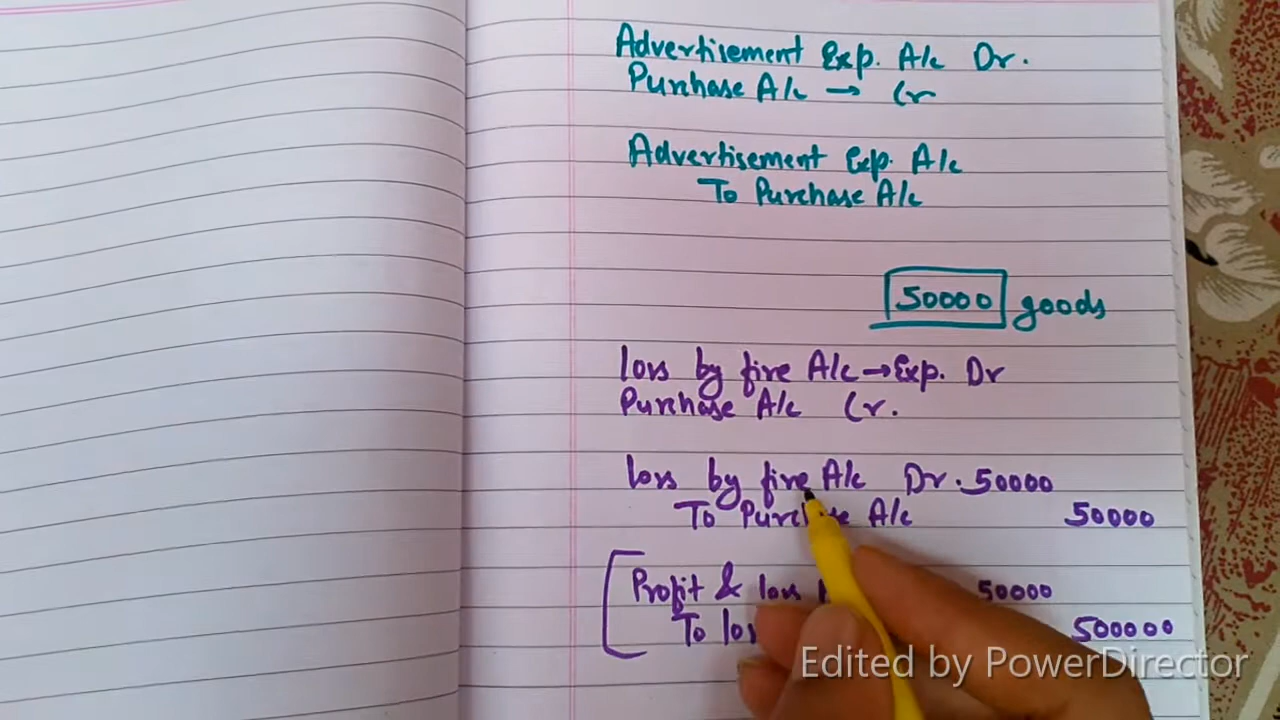 Advertisement Exp. A/c Dr.
Purchase A/c → Cr
Advertisement Exp. A/c
To Purchase A/c
50000 goods
loss by fire A/c → Exp. Dr
Purchase A/c Cr.
loss by fire A/c Dr. 50000
To A/c 50000
Profit & loss 50000
To 500000
Edited by PowerDirector